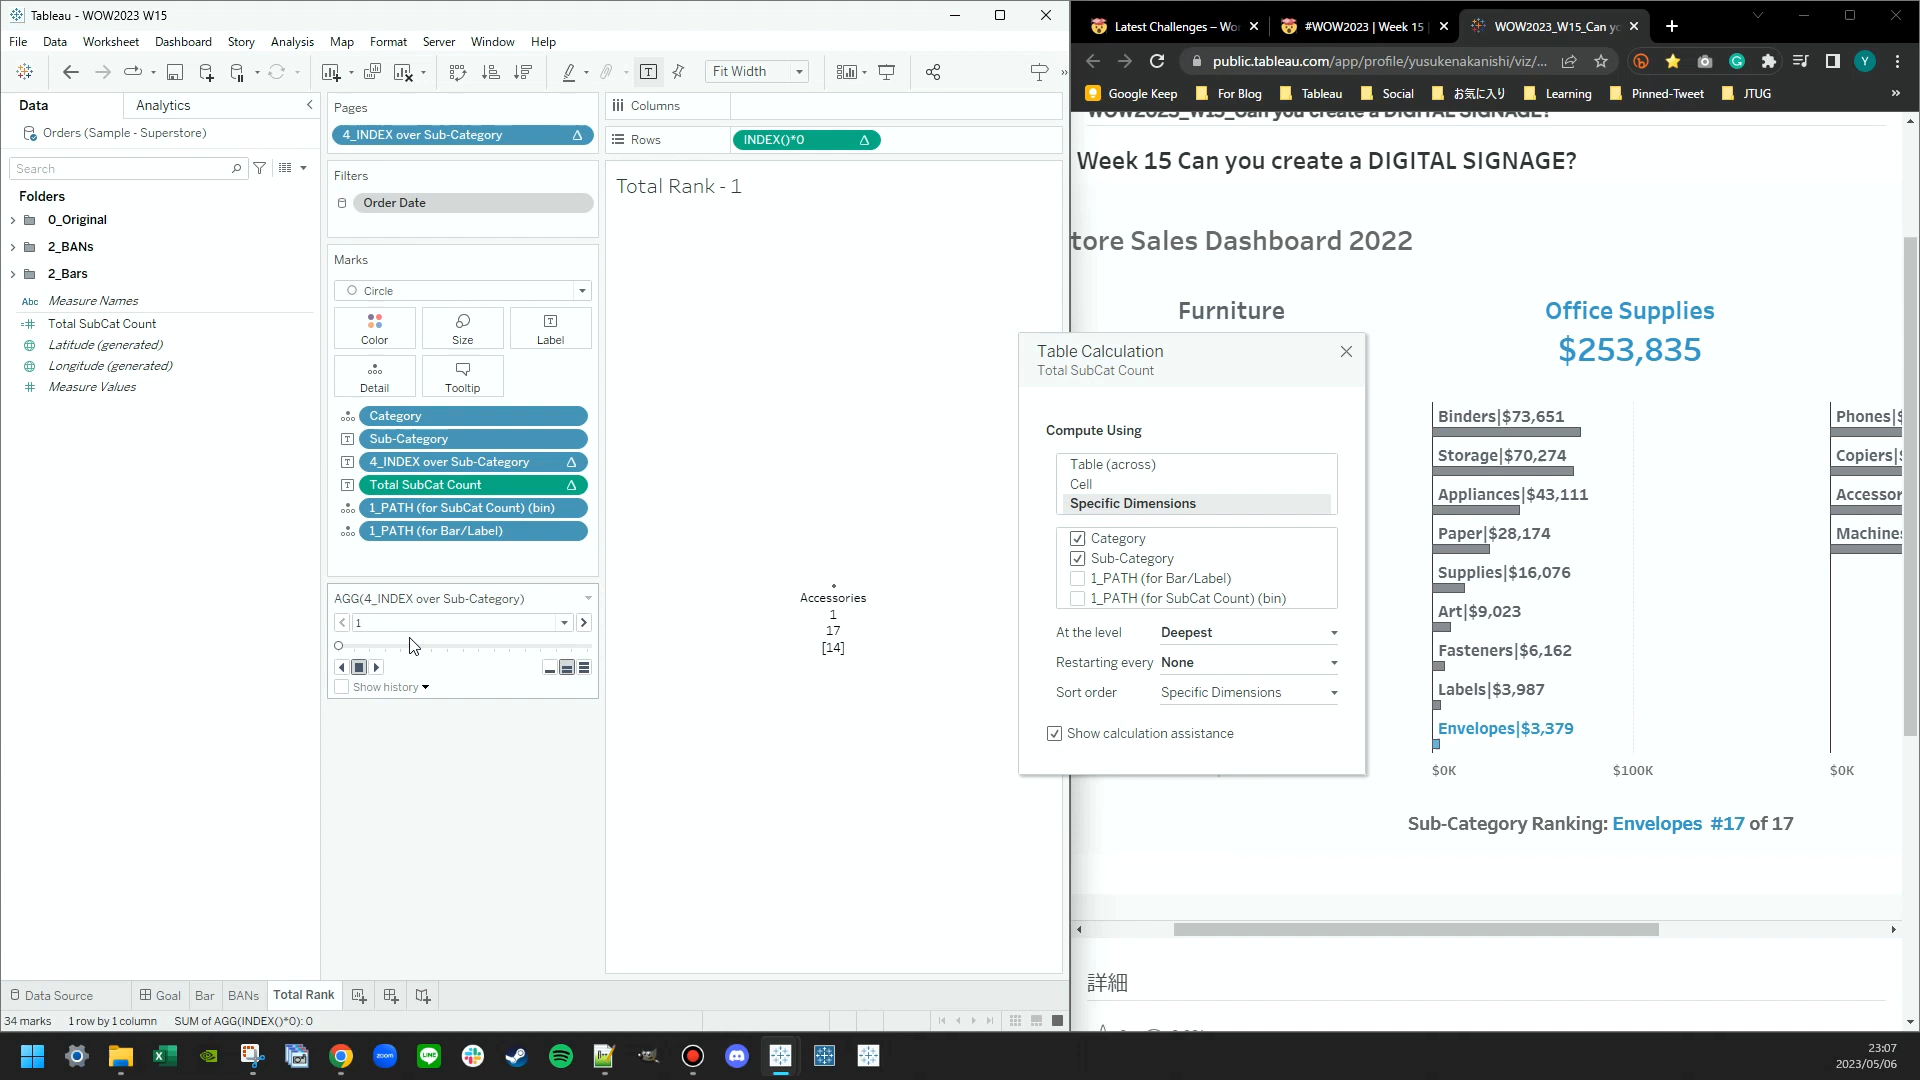 Tableau - WOW2023 W15
File Data Worksheet Dashboard Story Analysis Map Format Server Window Help
Fit Width
Data
Analytics
Orders (Sample - Superstore)
Search
Folders
0_Original
2_BANs
2_Bars
Abc Measure Names
Total SubCat Count
Latitude (generated)
Longitude (generated)
Measure Values
Pages
4_INDEX over Sub-Category
Filters
Order Date
Marks
Circle
Color
Size
Label
Detail
Tooltip
Category
Sub-Category
4_INDEX over Sub-Category
Total SubCat Count
1_PATH (for SubCat Count) (bin)
1_PATH (for Bar/Label)
AGG(4_INDEX over Sub-Category)
1
Show history
Columns
Rows
INDEX()*0
Total Rank - 1
Accessories
1
17
[14]
Table Calculation
Total SubCat Count
Compute Using
Table (across)
Cell
Specific Dimensions
Category
Sub-Category
1_PATH (for Bar/Label)
1_PATH (for SubCat Count) (bin)
At the level Deepest
Restarting every None
Sort order Specific Dimensions
Show calculation assistance
Data Source
Goal
Bar
BANs
Total Rank
34 marks 1 row by 1 column SUM of AGG(INDEX()*0): 0
Latest Challenges – Wo
#WOW2023 | Week 15
WOW2023_W15_Can yo
public.tableau.com/app/profile/yusukenakanishi/viz/...
Y
Google Keep
For Blog
Tableau
Social
お気に入り
Learning
Pinned-Tweet
JTUG
WOW2023_W15_Can you create a DIGITAL SIGNAGE?
Week 15 Can you create a DIGITAL SIGNAGE?
tore Sales Dashboard 2022
Furniture
Office Supplies
$253,835
Binders|$73,651
Storage|$70,274
Appliances|$43,111
Paper|$28,174
Supplies|$16,076
Art|$9,023
Fasteners|$6,162
Labels|$3,987
Envelopes|$3,379
$0K
$100K
Phones|$
Copiers|$
Accessor
Machines
$0K
Sub-Category Ranking: Envelopes #17 of 17
詳細
zoom
LINE
23:07
2023/05/06